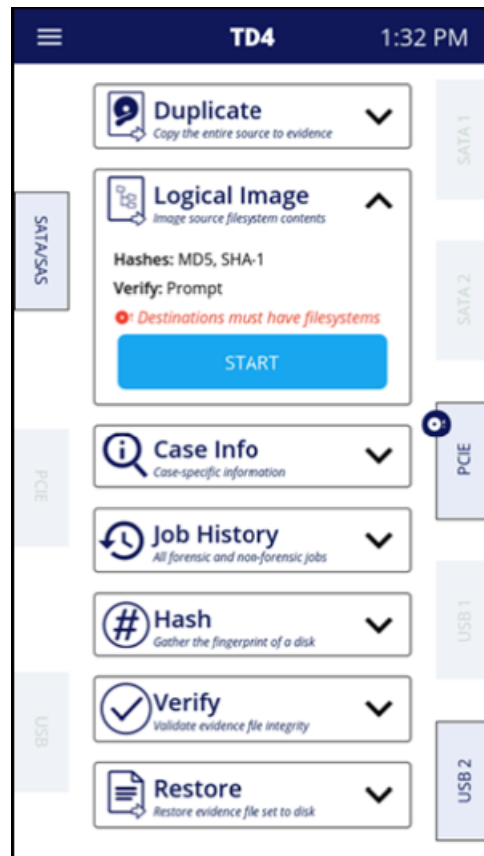 TD4
1:32 PM
Duplicate
Copy the entire source to evidence
Logical Image
Image source filesystem contents
Hashes: MD5, SHA-1
Verify: Prompt
Destinations must have filesystems
START
Case Info
Case-specific information
Job History
All forensic and non-forensic jobs
Hash
Gather the fingerprint of a disk
Verify
Validate evidence file integrity
Restore
Restore evidence file set to disk
SATA/SAS
PCIE
USB
SATA 1
SATA 2
PCIE
USB 1
USB 2